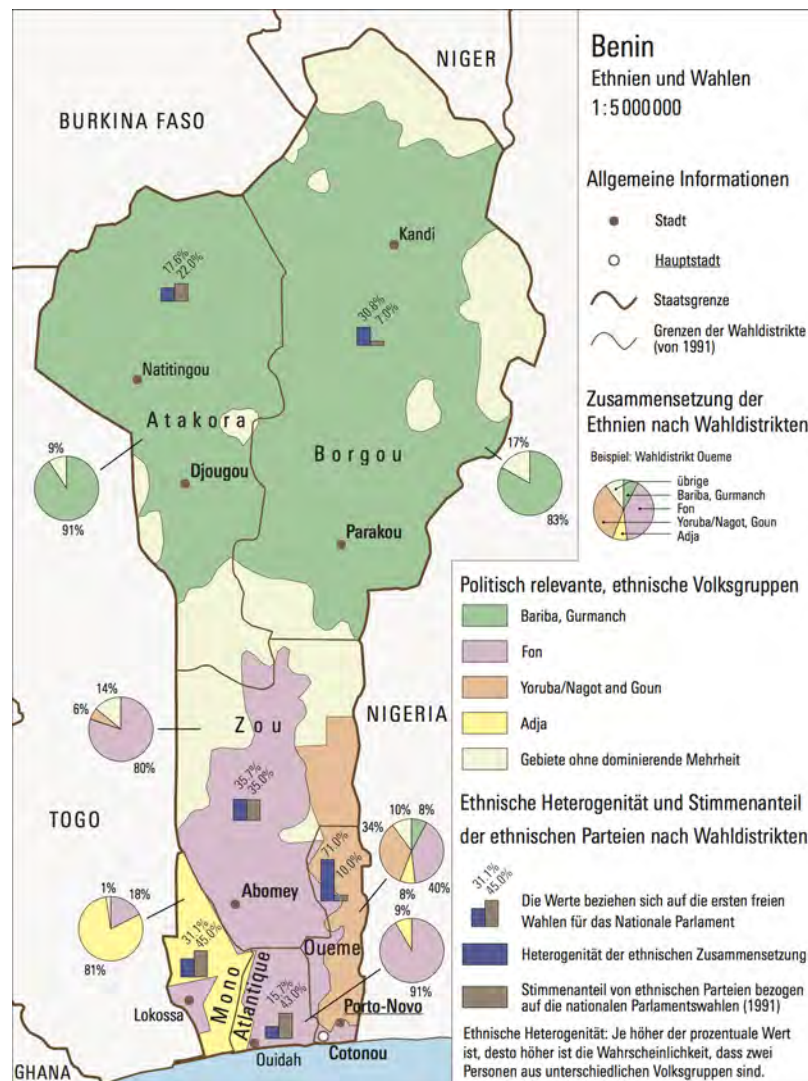 Benin
Ethnien und Wahlen
1:5000000
NIGER
BURKINA FASO
Allgemeine Informationen
Stadt
Hauptstadt
Staatsgrenze
Grenzen der Wahldistrikte
(von 1991)
Zusammensetzung der
Ethnien nach Wahldistrikten
Beispiel: Wahldistrikt Oueme
übrige
Bariba, Gurmanch
Fon
Yoruba/Nagot, Goun
Adja
Kandi
17.6%
22.0%
30.8%
7.0%
Natitingou
Atakora
Borgou
9%
91%
Djougou
17%
83%
Parakou
Politisch relevante, ethnische Volksgruppen
Bariba, Gurmanch
Fon
Yoruba/Nagot and Goun
Adja
Gebiete ohne dominierende Mehrheit
14%
6%
80%
Zou
NIGERIA
35.7%
35.0%
TOGO
10%
8%
34%
8%
40%
71.0%
10.0%
Abomey
1%
18%
81%
9%
91%
Oueme
31.1%
45.0%
Mono
Atlantique
15.7%
43.0%
Lokossa
Porto-Novo
Ouidah
Cotonou
GHANA
Ethnische Heterogenität und Stimmenanteil
der ethnischen Parteien nach Wahldistrikten
31.1%
45.0%
Die Werte beziehen sich auf die ersten freien
Wahlen für das Nationale Parlament
Heterogenität der ethnischen Zusammensetzung
Stimmenanteil von ethnischen Parteien bezogen
auf die nationalen Parlamentswahlen (1991)
Ethnische Heterogenität: Je höher der prozentuale Wert
ist, desto höher ist die Wahrscheinlichkeit, dass zwei
Personen aus unterschiedlichen Volksgruppen sind.